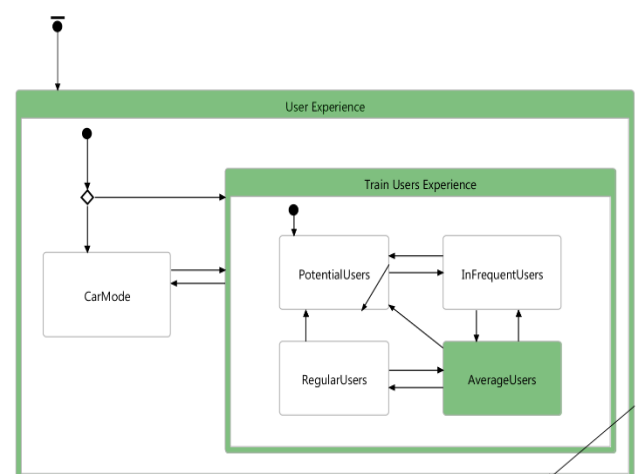 User Experience
Train Users Experience
PotentialUsers
InFrequentUsers
CarMode
RegularUsers
AverageUsers